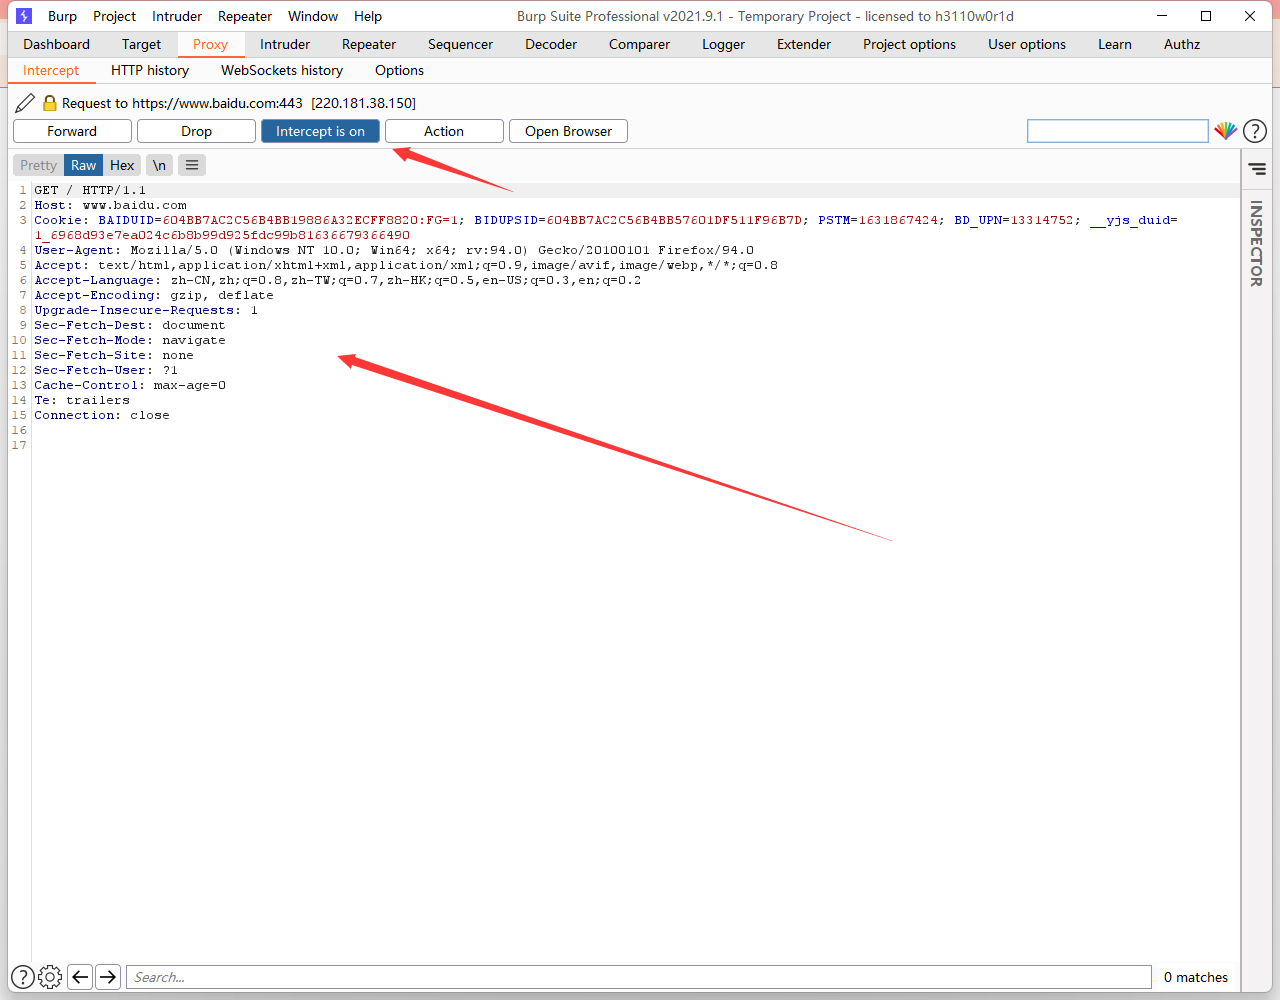 Burp Project Intruder Repeater Window Help Burp Suite Professional v2021.9.1 - Temporary Project - licensed to h3110w0r1d
Dashboard Target Proxy Intruder Repeater Sequencer Decoder Comparer Logger Extender Project options User options Learn Authz
Intercept HTTP history WebSockets history Options
Request to https://www.baidu.com:443 [220.181.38.150]
Forward Drop Intercept is on Action Open Browser ?
Pretty Raw Hex \n
INSPECTOR
1 GET / HTTP/1.1
2 Host: www.baidu.com
3 Cookie: BAIDUID=604BB7AC2C56B4BB19886A32ECFF8820:FG=1; BIDUPSID=604BB7AC2C56B4BB57601DF511F96B7D; PSTM=1631867424; BD_UPN=13314752; __yjs_duid=
1_6968d93e7ea024c6b8b99d925fdc99b81636679366490
4 User-Agent: Mozilla/5.0 (Windows NT 10.0; Win64; x64; rv:94.0) Gecko/20100101 Firefox/94.0
5 Accept: text/html,application/xhtml+xml,application/xml;q=0.9,image/avif,image/webp,*/*;q=0.8
6 Accept-Language: zh-CN,zh;q=0.8,zh-TW;q=0.7,zh-HK;q=0.5,en-US;q=0.3,en;q=0.2
7 Accept-Encoding: gzip, deflate
8 Upgrade-Insecure-Requests: 1
9 Sec-Fetch-Dest: document
10 Sec-Fetch-Mode: navigate
11 Sec-Fetch-Site: none
12 Sec-Fetch-User: ?1
13 Cache-Control: max-age=0
14 Te: trailers
15 Connection: close
16
17
? Search... 0 matches